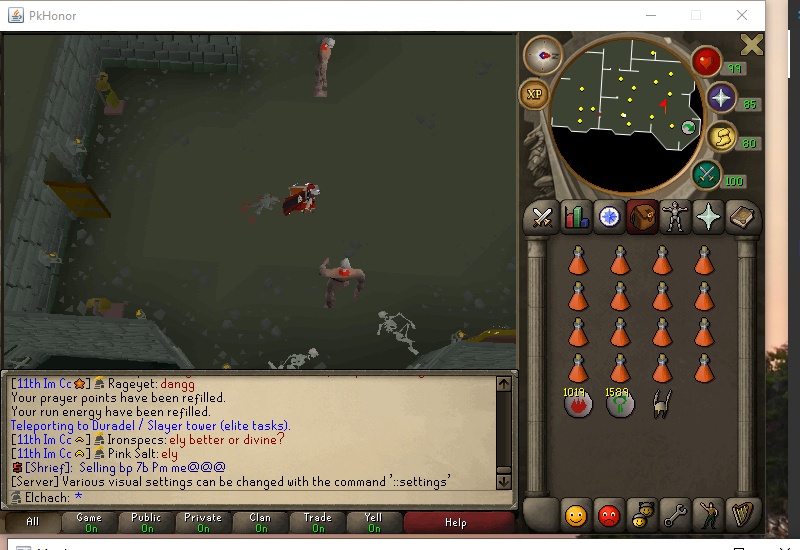 PkHonor
XP
N
99
85
80
100
1019
1589
[11th Im Cc] Rageyet: dangg
Your prayer points have been refilled.
Your run energy have been refilled.
Teleporting to Duradel / Slayer tower (elite tasks).
[11th Im Cc] Ironspecs: ely better or divine?
[11th Im Cc] Pink Salt: ely
[Shrief]: Selling bp 7b Pm me@@@
[Server] Various visual settings can be changed with the command '::settings'
Elchach: *
All
Game
On
Public
On
Private
On
Clan
On
Trade
On
Yell
On
Help